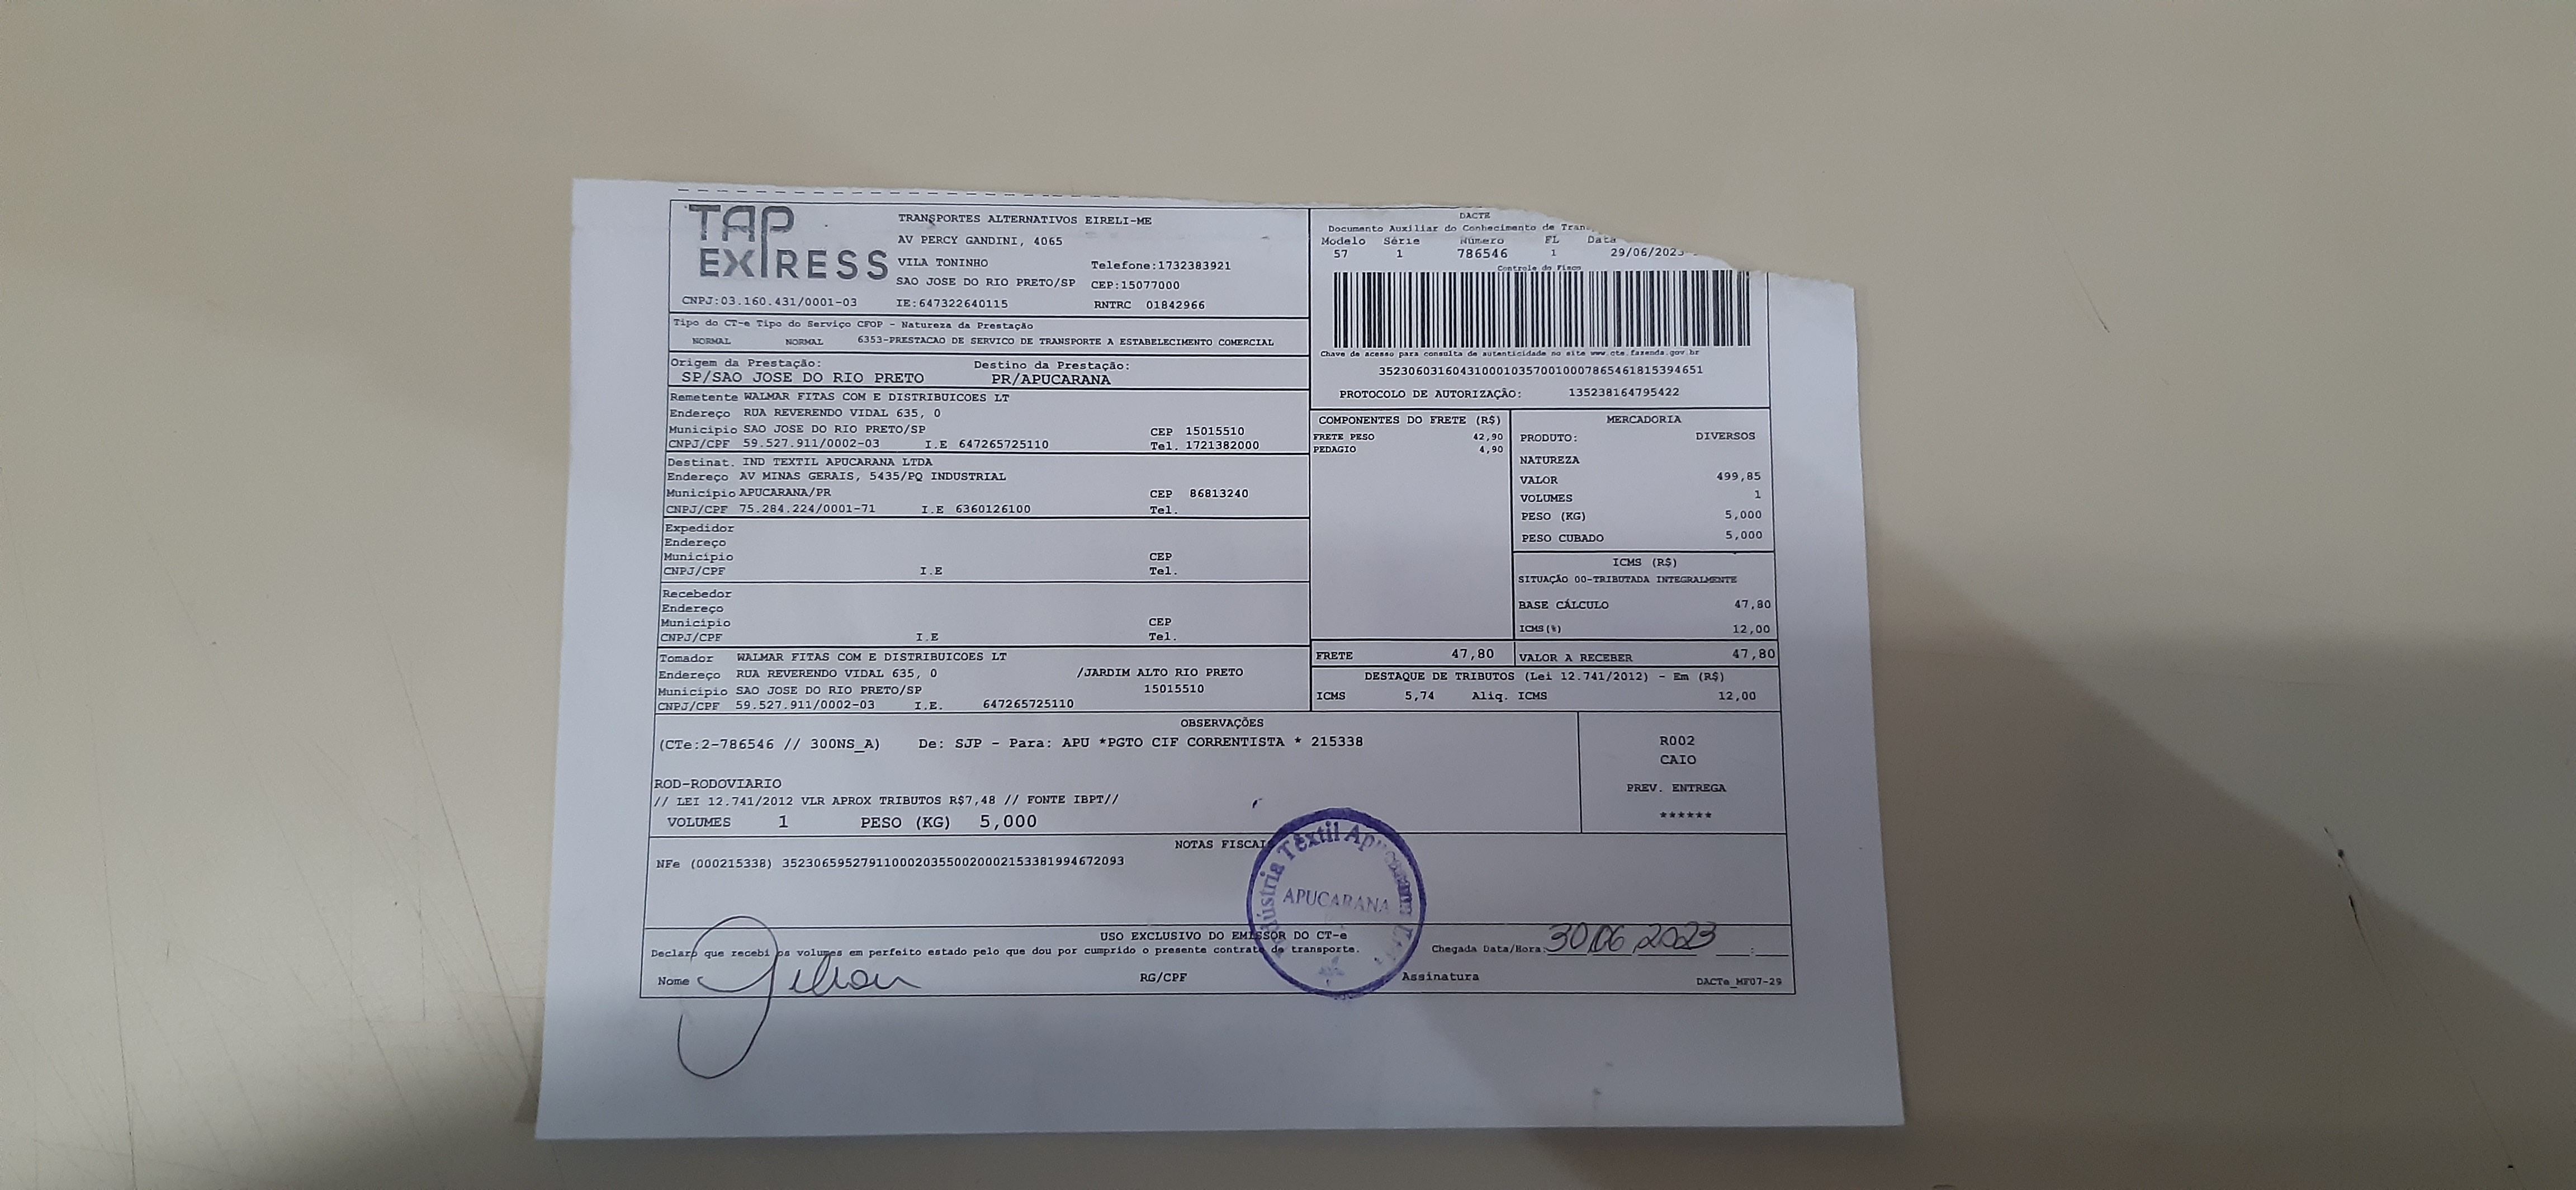 TAP EXPRESS
TRANSPORTES ALTERNATIVOS EIRELI-ME
AV PERCY GANDINI, 4065
VILA TONINHO Telefone:1732383921
SAO JOSE DO RIO PRETO/SP CEP:15077000
CNPJ:03.160.431/0001-03 IE:647322640115 RNTRC 01842966
Tipo do CT-e Tipo do Serviço CFOP - Natureza da Prestação
NORMAL NORMAL 6353-PRESTACAO DE SERVICO DE TRANSPORTE A ESTABELECIMENTO COMERCIAL
Origem da Prestação: Destino da Prestação:
SP/SAO JOSE DO RIO PRETO PR/APUCARANA
Remetente WALMAR FITAS COM E DISTRIBUICOES LT
Endereço RUA REVERENDO VIDAL 635, 0
Município SAO JOSE DO RIO PRETO/SP CEP 15015510
CNPJ/CPF 59.527.911/0002-03 I.E 647265725110 Tel. 1721382000
Destinat. IND TEXTIL APUCARANA LTDA
Endereço AV MINAS GERAIS, 5435/PQ INDUSTRIAL
Município APUCARANA/PR CEP 86813240
CNPJ/CPF 75.284.224/0001-71 I.E 6360126100 Tel.
Expedidor
Endereço
Município CEP
CNPJ/CPF I.E Tel.
Recebedor
Endereço
Município CEP
CNPJ/CPF I.E Tel.
Tomador WALMAR FITAS COM E DISTRIBUICOES LT
Endereço RUA REVERENDO VIDAL 635, 0 /JARDIM ALTO RIO PRETO
Município SAO JOSE DO RIO PRETO/SP 15015510
CNPJ/CPF 59.527.911/0002-03 I.E. 647265725110
DACTE
Documento Auxiliar do Conhecimento de
Modelo Série Número FL Data
57 1 786546 1 29/06/2023
Controle do Fisco
Chave de acesso para consulta de autenticidade no site www.cte.fazenda.gov.br
35230603160431000103570010007865461815394651
PROTOCOLO DE AUTORIZAÇÃO: 135238164795422
COMPONENTES DO FRETE (R$)
FRETE PESO 42,90
PEDAGIO 4,90
MERCADORIA
PRODUTO: DIVERSOS
NATUREZA
VALOR 499,85
VOLUMES 1
PESO (KG) 5,000
PESO CUBADO 5,000
ICMS (R$)
SITUAÇÃO 00-TRIBUTADA INTEGRALMENTE
BASE CÁLCULO 47,80
ICMS(%) 12,00
FRETE 47,80 VALOR A RECEBER 47,80
DESTAQUE DE TRIBUTOS (Lei 12.741/2012) - Em (R$)
ICMS 5,74 Aliq. ICMS 12,00
OBSERVAÇÕES
(CTe:2-786546 // 300NS_A) De: SJP - Para: APU *PGTO CIF CORRENTISTA * 215338
ROD-RODOVIARIO
// LEI 12.741/2012 VLR APROX TRIBUTOS R$7,48 // FONTE IBPT//
VOLUMES 1 PESO (KG) 5,000
R002
CAIO
PREV. ENTREGA
******
NOTAS FISCAI
NFe (000215338) 35230659527911000203550020002153381994672093
Têxtil
APUCARANA
USO EXCLUSIVO DO EMISSOR DO CT-e
Declaro que recebi os volumes em perfeito estado pelo que dou por cumprido o presente contrato de transporte. Chegada Data/Hora: 30/06/2023 :
Nome RG/CPF Assinatura DACTe_MF07-29